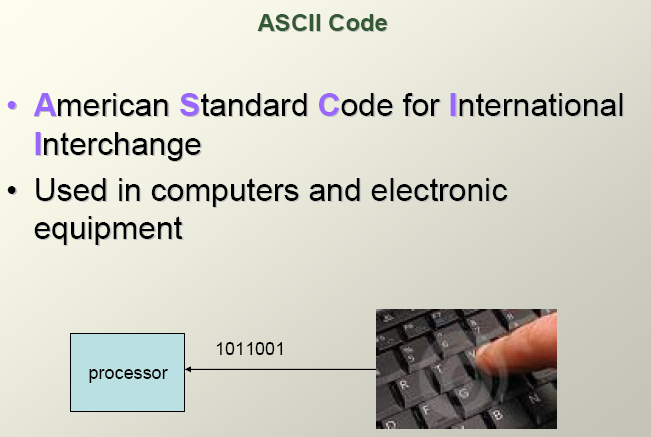 ASCII Code
• American Standard Code for International
Interchange
• Used in computers and electronic
equipment
1011001
processor
R
T
D
F
G
B
N